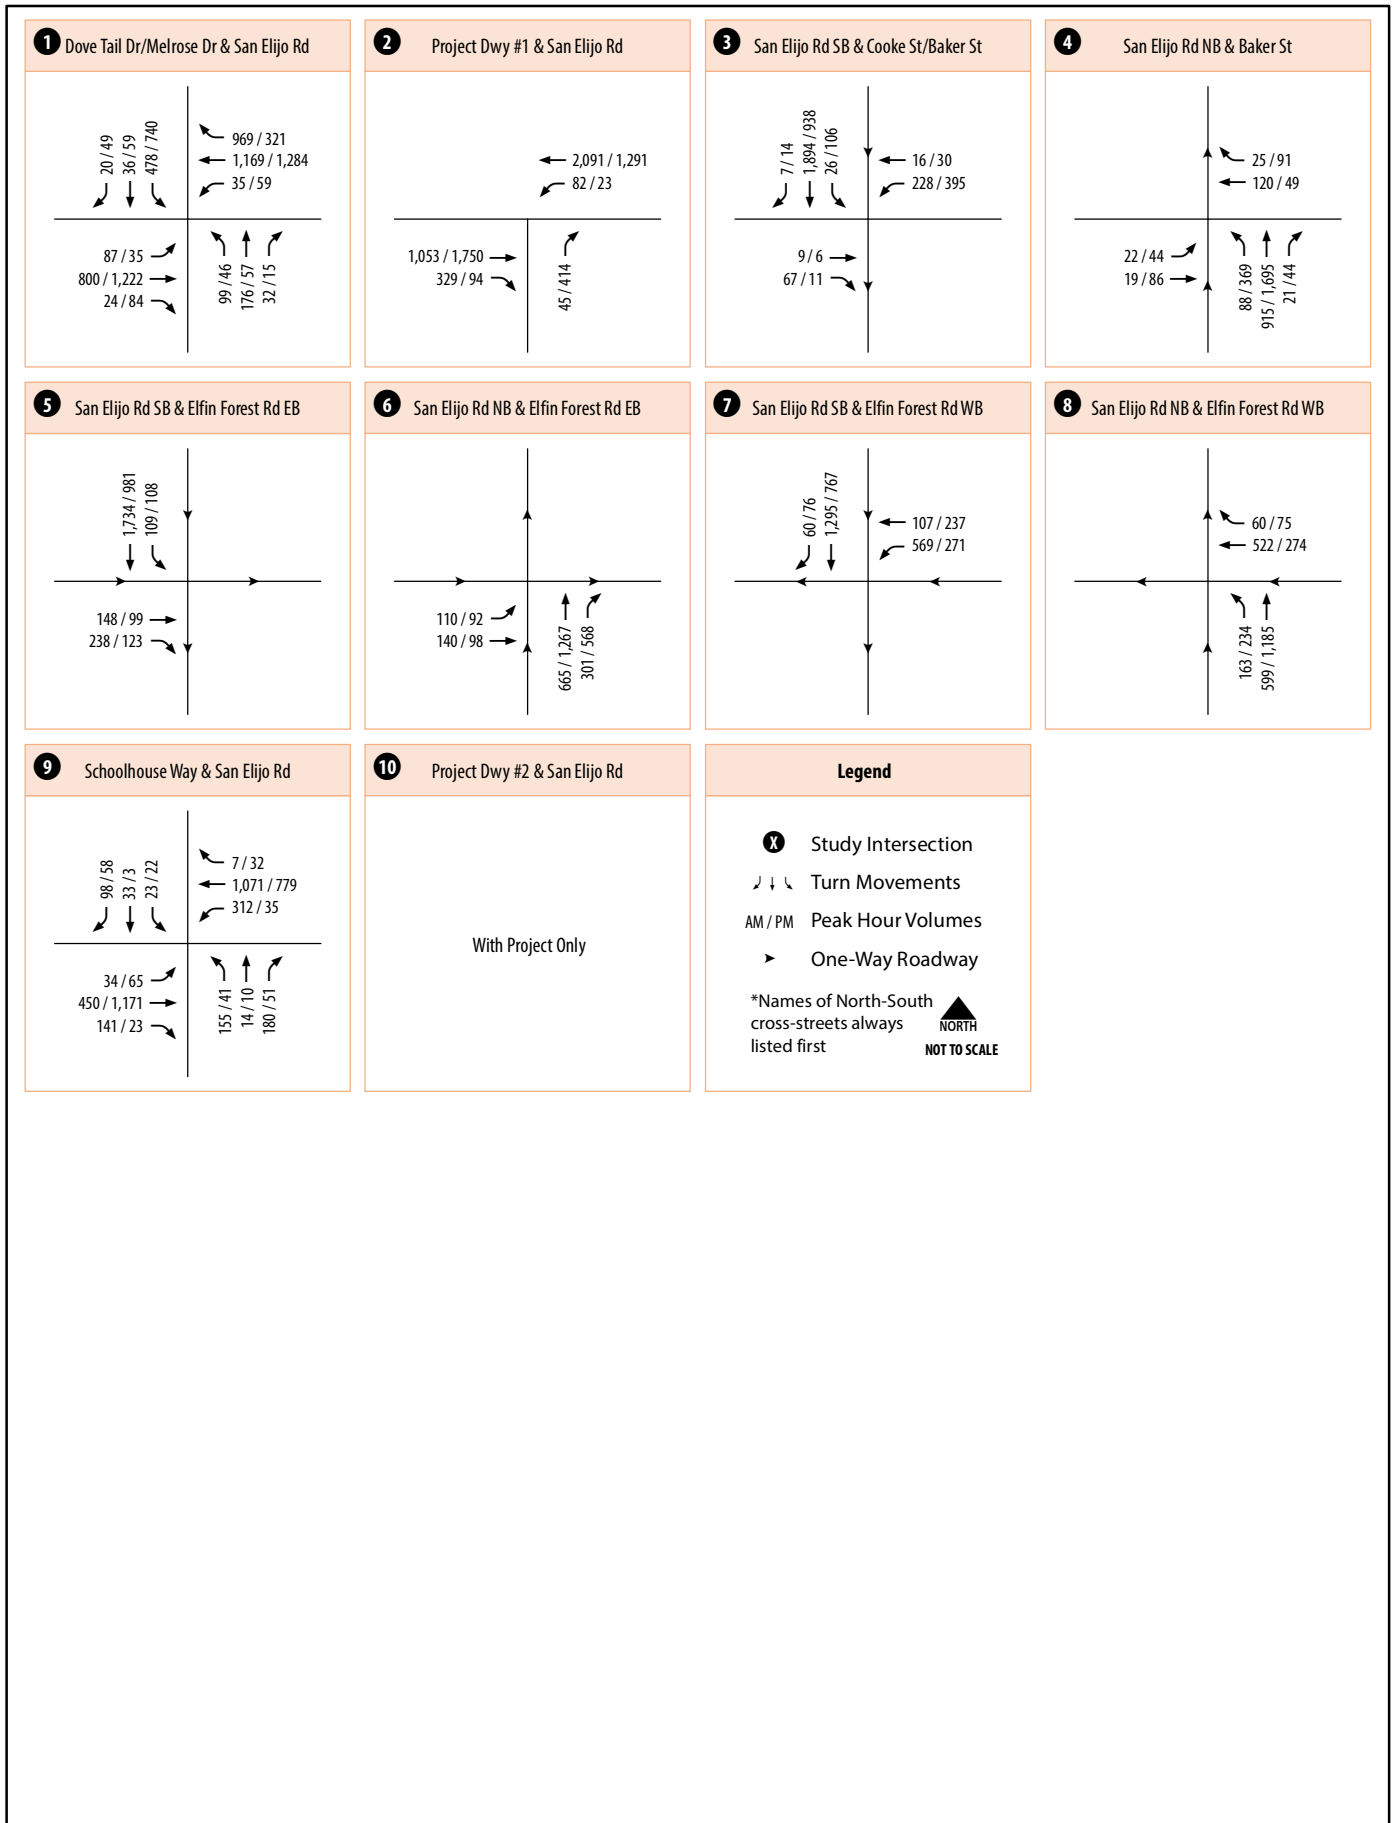 1 Dove Tail Dr/Melrose Dr & San Elijo Rd
20 / 49
36 / 59
478 / 740
969 / 321
1,169 / 1,284
35 / 59
87 / 35
800 / 1,222
24 / 84
99 / 46
176 / 57
32 / 15
2 Project Dwy #1 & San Elijo Rd
2,091 / 1,291
82 / 23
1,053 / 1,750
329 / 94
45 / 414
3 San Elijo Rd SB & Cooke St/Baker St
7 / 14
1,894 / 938
26 / 106
16 / 30
228 / 395
9 / 6
67 / 11
4 San Elijo Rd NB & Baker St
25 / 91
120 / 49
22 / 44
19 / 86
88 / 369
915 / 1,695
21 / 44
5 San Elijo Rd SB & Elfin Forest Rd EB
1,734 / 981
109 / 108
148 / 99
238 / 123
6 San Elijo Rd NB & Elfin Forest Rd EB
110 / 92
140 / 98
665 / 1,267
301 / 568
7 San Elijo Rd SB & Elfin Forest Rd WB
60 / 76
1,295 / 767
107 / 237
569 / 271
8 San Elijo Rd NB & Elfin Forest Rd WB
60 / 75
522 / 274
163 / 234
599 / 1,185
9 Schoolhouse Way & San Elijo Rd
98 / 58
33 / 3
23 / 22
7 / 32
1,071 / 779
312 / 35
34 / 65
450 / 1,171
141 / 23
155 / 41
14 / 10
180 / 51
10 Project Dwy #2 & San Elijo Rd
With Project Only
Legend
X Study Intersection
Turn Movements
AM / PM Peak Hour Volumes
One-Way Roadway
*Names of North-South
cross-streets always
listed first
NORTH
NOT TO SCALE